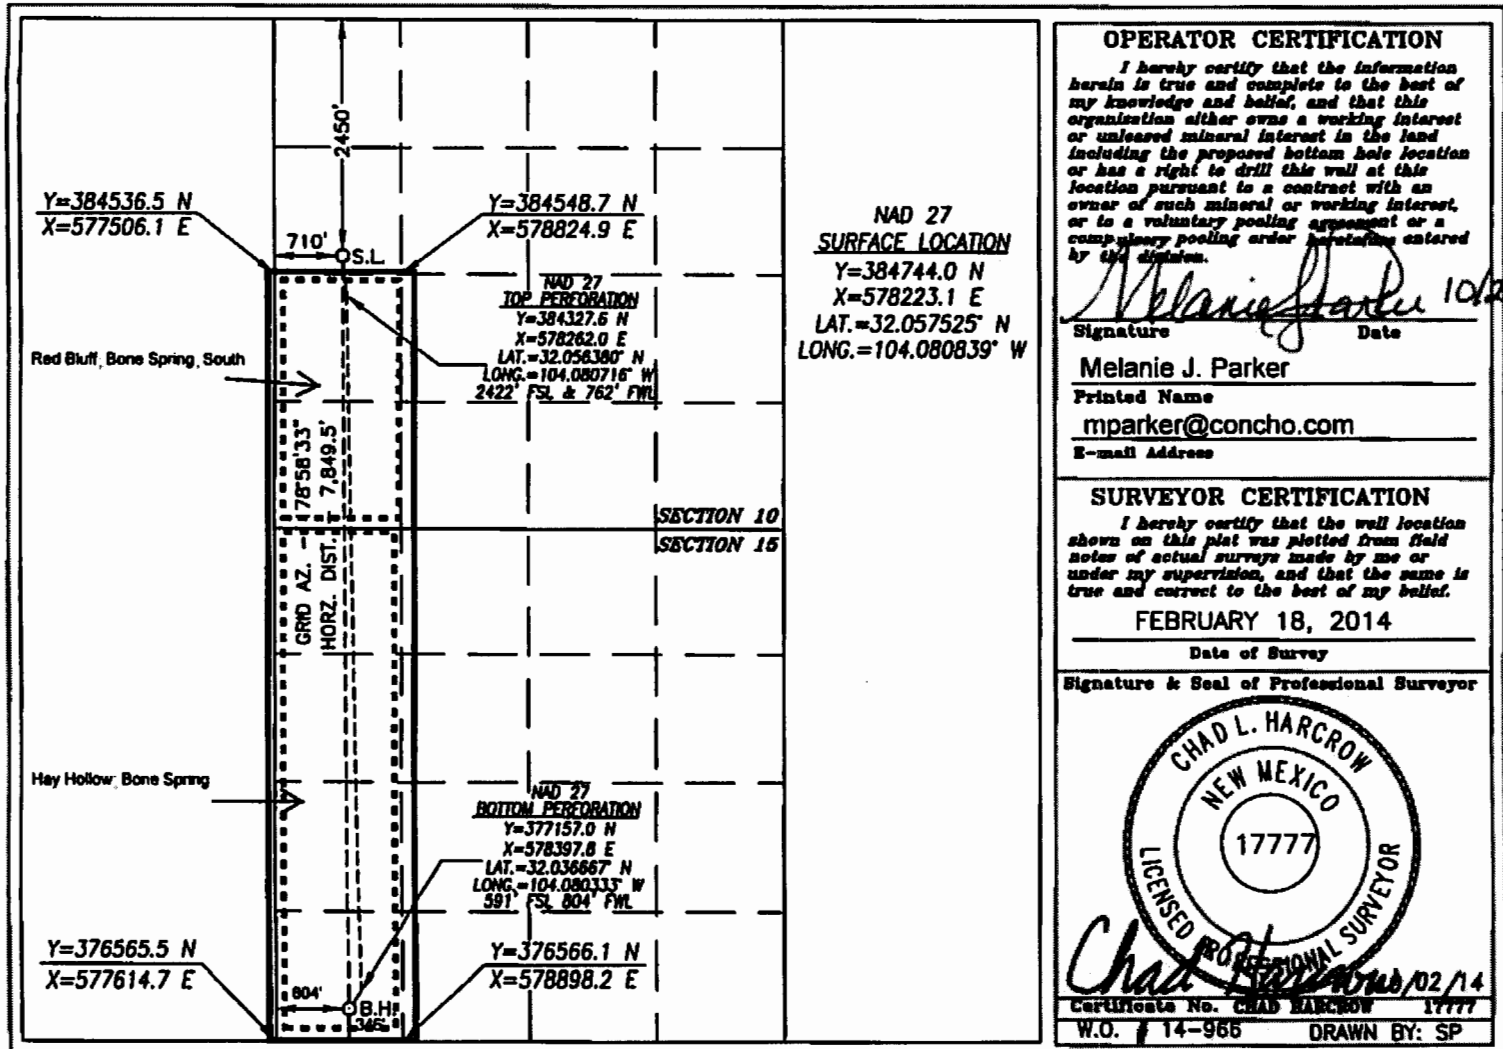 2450'
Y=384536.5 N
X=577506.1 E
Y=384548.7 N
X=578824.9 E
710'
S.L.
NAD 27
TOP PERFORATION
Y=384327.6 N
X=578262.0 E
LAT.=32.056380° N
LONG.=104.080716° W
2422' FSL & 762' FWL
Red Bluff; Bone Spring, South
GRID AZ. - 178°58'33"
HORZ. DIST. - 7,849.5'
SECTION 10
SECTION 15
Hay Hollow; Bone Spring
NAD 27
BOTTOM PERFORATION
Y=377157.0 N
X=578397.8 E
LAT.=32.036667° N
LONG.=104.080333° W
591' FSL 804' FWL
Y=376565.5 N
X=577614.7 E
Y=376566.1 N
X=578898.2 E
804'
B.H.
NAD 27
SURFACE LOCATION
Y=384744.0 N
X=578223.1 E
LAT.=32.057525° N
LONG.=104.080839° W
OPERATOR CERTIFICATION
I hereby certify that the information
herein is true and complete to the best of
my knowledge and belief, and that this
organization either owns a working interest
or unleased mineral interest in the land
including the proposed bottom hole location
or has a right to drill this well at this
location pursuant to a contract with an
owner of such mineral or working interest,
or to a voluntary pooling agreement or a
compulsory pooling order heretofore entered
by the division.
Melanie J Parker 10/2
Signature Date
Melanie J. Parker
Printed Name
mparker@concho.com
E-mail Address
SURVEYOR CERTIFICATION
I hereby certify that the well location
shown on this plat was plotted from field
notes of actual surveys made by me or
under my supervision, and that the same is
true and correct to the best of my belief.
FEBRUARY 18, 2014
Date of Survey
Signature & Seal of Professional Surveyor
CHAD L. HARCROW
NEW MEXICO
17777
LICENSED PROFESSIONAL SURVEYOR
Chad Harcrow /02/14
Certificate No. CHAD HARCROW 17777
W.O. # 14-966 DRAWN BY: SP